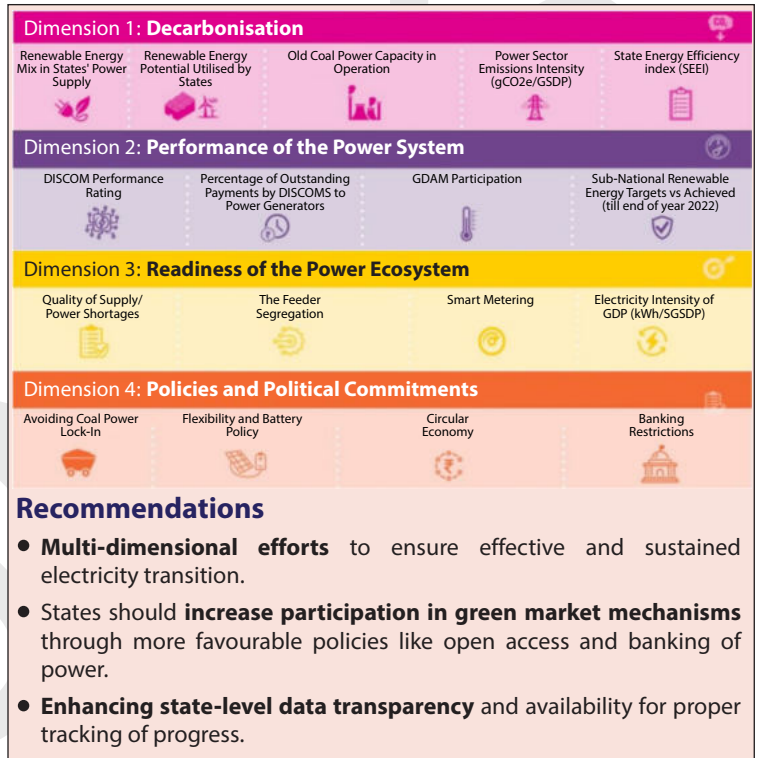 Dimension 1: Decarbonisation
Renewable Energy
Mix in States' Power
Supply
Renewable Energy
Potential Utilised by
States
Old Coal Power Capacity in
Operation
Power Sector
Emissions Intensity
(gCO2e/GSDP)
State Energy Efficiency
index (SEEI)
Dimension 2: Performance of the Power System
DISCOM Performance
Rating
Percentage of Outstanding
Payments by DISCOMS to
Power Generators
GDAM Participation
Sub-National Renewable
Energy Targets vs Achieved
(till end of year 2022)
Dimension 3: Readiness of the Power Ecosystem
Quality of Supply/
Power Shortages
The Feeder
Segregation
Smart Metering
Electricity Intensity of
GDP (kWh/SGSDP)
Dimension 4: Policies and Political Commitments
Avoiding Coal Power
Lock-In
Flexibility and Battery
Policy
Circular
Economy
Banking
Restrictions
Recommendations
• Multi-dimensional efforts to ensure effective and sustained
electricity transition.
• States should increase participation in green market mechanisms
through more favourable policies like open access and banking of
power.
• Enhancing state-level data transparency and availability for proper
tracking of progress.